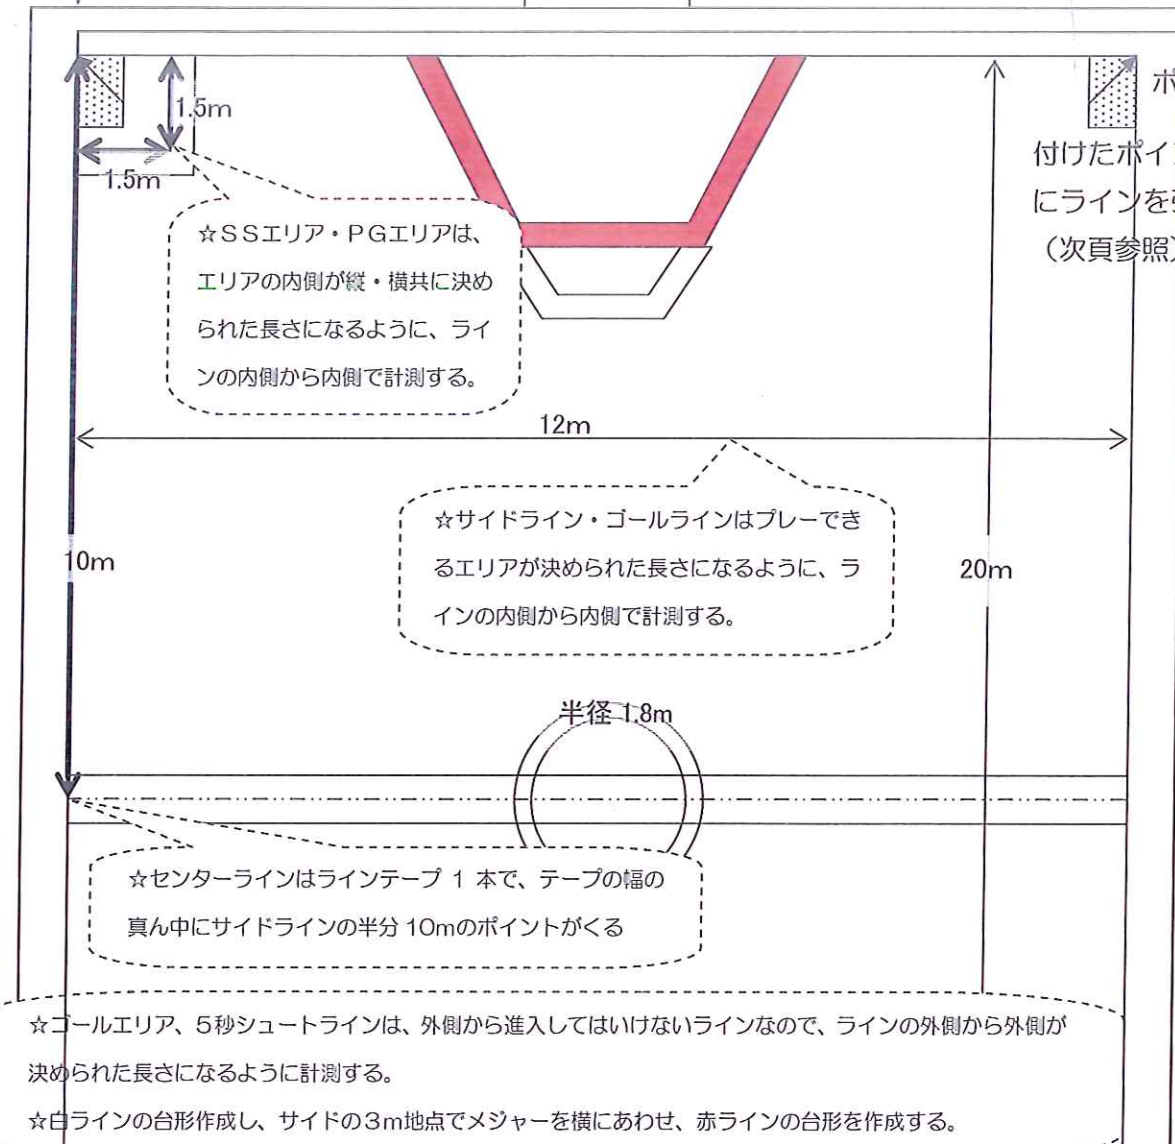 ポ
1.5m
1.5m
付けたポイ
にラインを
（次頁参照）
☆ＳＳエリア・ＰＧエリアは、
エリアの内側が縦・横共に決め
られた長さになるように、ライ
ンの内側から内側で計測する。
12m
☆サイドライン・ゴールラインはプレーでき
るエリアが決められた長さになるように、ラ
インの内側から内側で計測する。
10m
20m
半径 1.8m
☆センターラインはラインテープ 1 本で、テープの幅の
真ん中にサイドラインの半分 10mのポイントがくる
☆ゴールエリア、５秒シュートラインは、外側から進入してはいけないラインなので、ラインの外側から外側が
決められた長さになるように計測する。
☆白ラインの台形作成し、サイドの３m地点でメジャーを横にあわせ、赤ラインの台形を作成する。